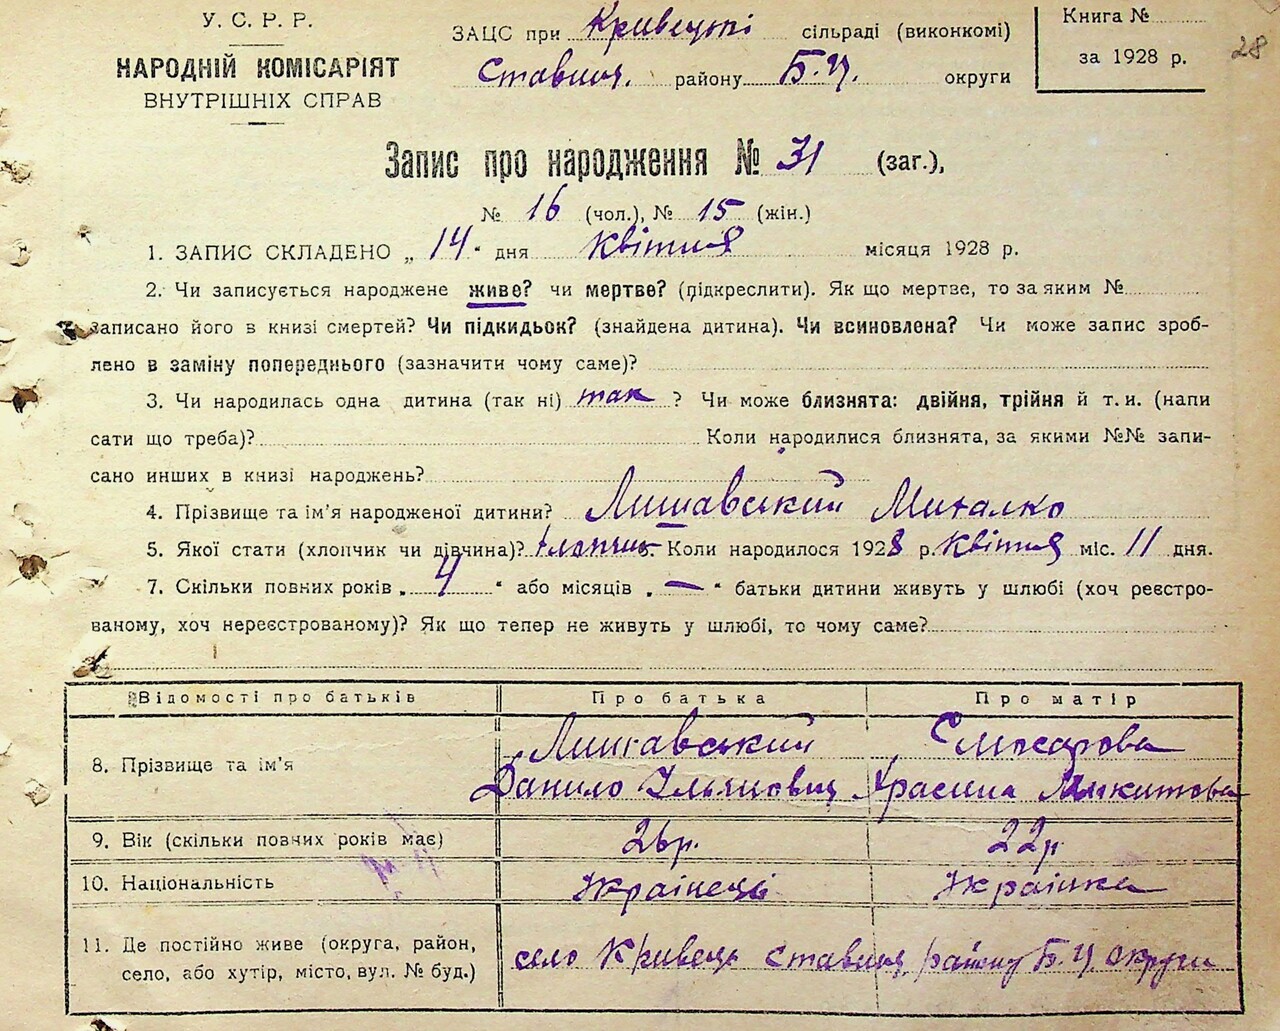 У. С. Р. Р.
НАРОДНІЙ КОМІСАРІЯТ
ВНУТРІШНІХ СПРАВ
ЗАЦС при Кривецькі сільраді (виконкомі)
Ставищ. району Б.Ц. округи
Книга №
за 1928 р.
28
Запис про народження № 31 (заг.),
№ 16 (чол.), № 15 (жін.)
1. ЗАПИС СКЛАДЕНО „ 14 " дня квітня місяця 1928 р.
2. Чи записується народжене живе? чи мертве? (підкреслити). Як що мертве, то за яким №
записано його в книзі смертей? Чи підкидьок? (знайдена дитина). Чи всиновлена? Чи може запис зроб-
лено в заміну попереднього (зазначити чому саме)?
3. Чи народилась одна дитина (так ні) так ? Чи може близнята: двійня, трійня й т. и. (напи
сати що треба)? Коли народилися близнята, за якими №№ запи-
сано инших в книзі народжень?
4. Прізвище та ім'я народженої дитини? Лишавський Михалко
5. Якої стати (хлопчик чи дівчина)? хлопчик. Коли народилося 1928 р. квітня міс. 11 дня.
7. Скільки повних років „ 4 " або місяців „ — " батьки дитини живуть у шлюбі (хоч реєстро-
ваному, хоч нереєстрованому)? Як що тепер не живуть у шлюбі, то чому саме?
Відомості про батьків Про батька Про матір
8. Прізвище та ім'я Лишавський Данило Ільянович Слюсарова Храсина Микитова
9. Вік (скільки повних років має) 26р. 22р
10. Національність Українець Українка
11. Де постійно живе (округа, район,
село, або хутір, місто, вул. № буд.) село Кривець Ставищ. району Б.Ц. округи